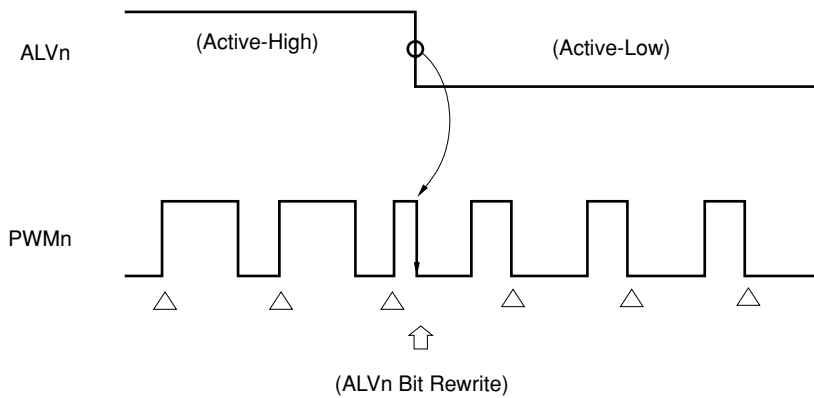 ALVn
(Active-High)
(Active-Low)
PWMn
(ALVn Bit Rewrite)